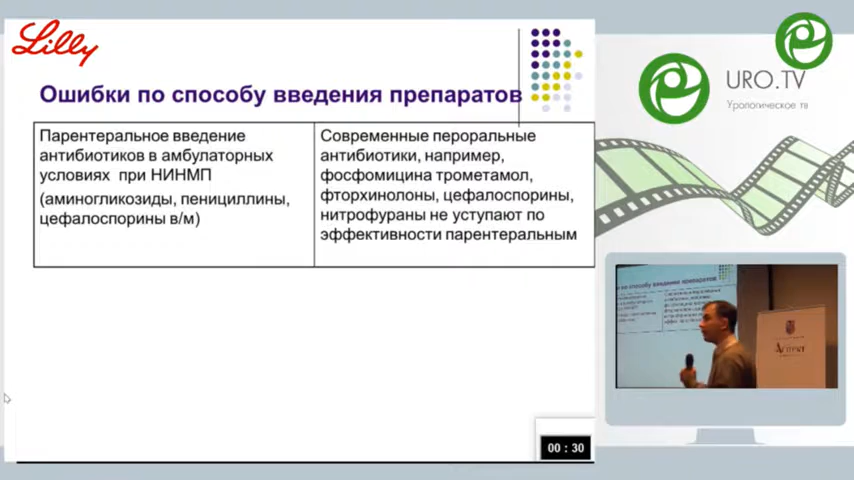 Lilly
Ошибки по способу введения препаратов
Парентеральное введение
антибиотиков в амбулаторных
условиях при НИНМП
(аминогликозиды, пенициллины,
цефалоспорины в/м)
Современные пероральные
антибиотики, например,
фосфомицина трометамол,
фторхинолоны, цефалоспорины,
нитрофураны не уступают по
эффективности парентеральным
00 : 30
URO.TV
Урологическое тв